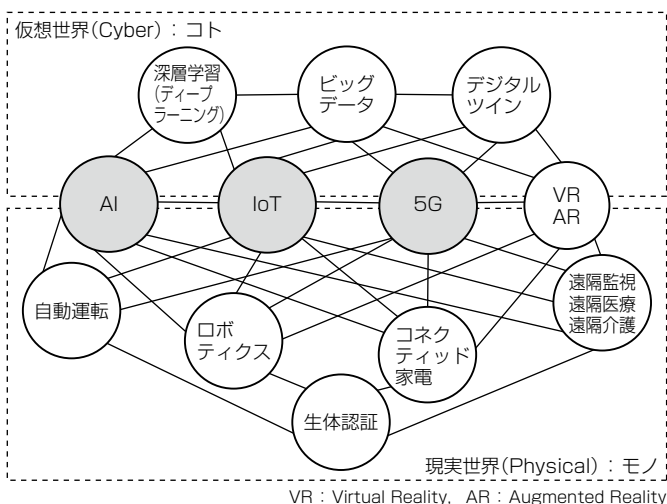 仮想世界(Cyber)：コト
深層学習
(ディープ
ラーニング)
ビッグ
データ
デジタル
ツイン
AI
IoT
5G
VR
AR
自動運転
ロボ
ティクス
コネク
ティッド
家電
遠隔監視
遠隔医療
遠隔介護
生体認証
現実世界(Physical)：モノ
VR：Virtual Reality，AR：Augmented Reality